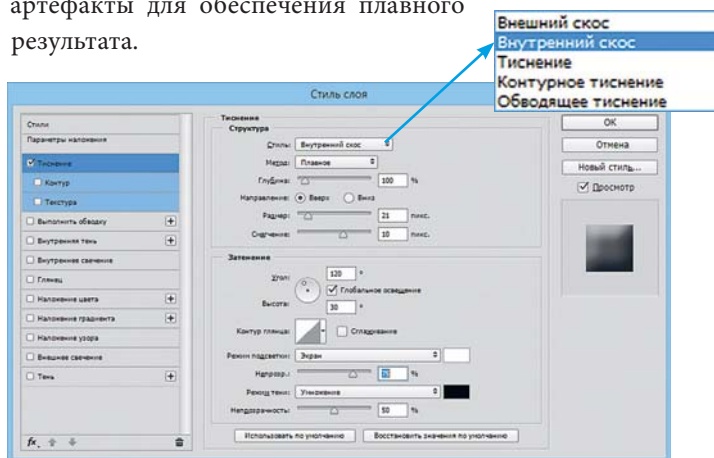 артефакты для обеспечения плавного
результата.
Внешний скос
Внутренний скос
Тиснение
Контурное тиснение
Обводящее тиснение
Стиль слоя
Стили
Параметры наложения
Тиснение
Контур
Текстура
Выполнить обводку
Внутренняя тень
Внутреннее свечение
Глянец
Наложение цвета
Наложение градиента
Наложение узора
Внешнее свечение
Тень
fx
Тиснение
Структура
Стиль: Внутренний скос
Метод: Плавное
Глубина: 100 %
Направление: Вверх Вниз
Размер: 21 пикс.
Смягчение: 10 пикс.
Затенение
Угол: 120 °
Глобальное освещение
Высота: 30 °
Контур глянца: Сглаживание
Режим подсветки: Экран
Непрозр.: %
Режим тени: Умножение
Непдозрачность: 50 %
Использовать по умолчанию Восстановить значения по умолчанию
OK
Отмена
Новый стиль...
Просмотр